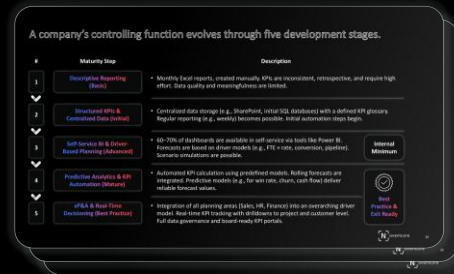 A company's controlling function evolves through five development stages.
# Maturity Step Description
1 Descriptive Reporting (Basic)
• Monthly Excel reports, created manually. KPIs are inconsistent, retrospective, and require high
effort. Data quality and meaningfulness are limited.
2 Structured KPIs &
Centralized Data (Initial)
• Centralized data storage (e.g., SharePoint, initial SQL databases) with a defined KPI glossary.
Regular reporting (e.g., weekly) becomes possible. Initial automation steps begin.
3 Self-Service BI & Driver-
Based Planning (Advanced)
• 60–70% of dashboards are available in self-service via tools like Power BI.
Forecasts are based on driver models (e.g., FTE × rate, conversion, pipeline).
Scenario simulations are possible.
Internal
Minimum
4 Predictive Analytics & KPI
Automation (Mature)
• Automated KPI calculation using predefined models. Rolling forecasts are
integrated. Predictive models (e.g., for win rate, churn, cash flow) deliver
reliable forecast values.
5 xP&A & Real-Time
Decisioning (Best Practice)
• Integration of all planning areas (Sales, HR, Finance) into an overarching driver
model. Real-time KPI tracking with drilldowns to project and customer level.
Full data governance and board-ready KPI portals.
Best
Practice &
Exit Ready